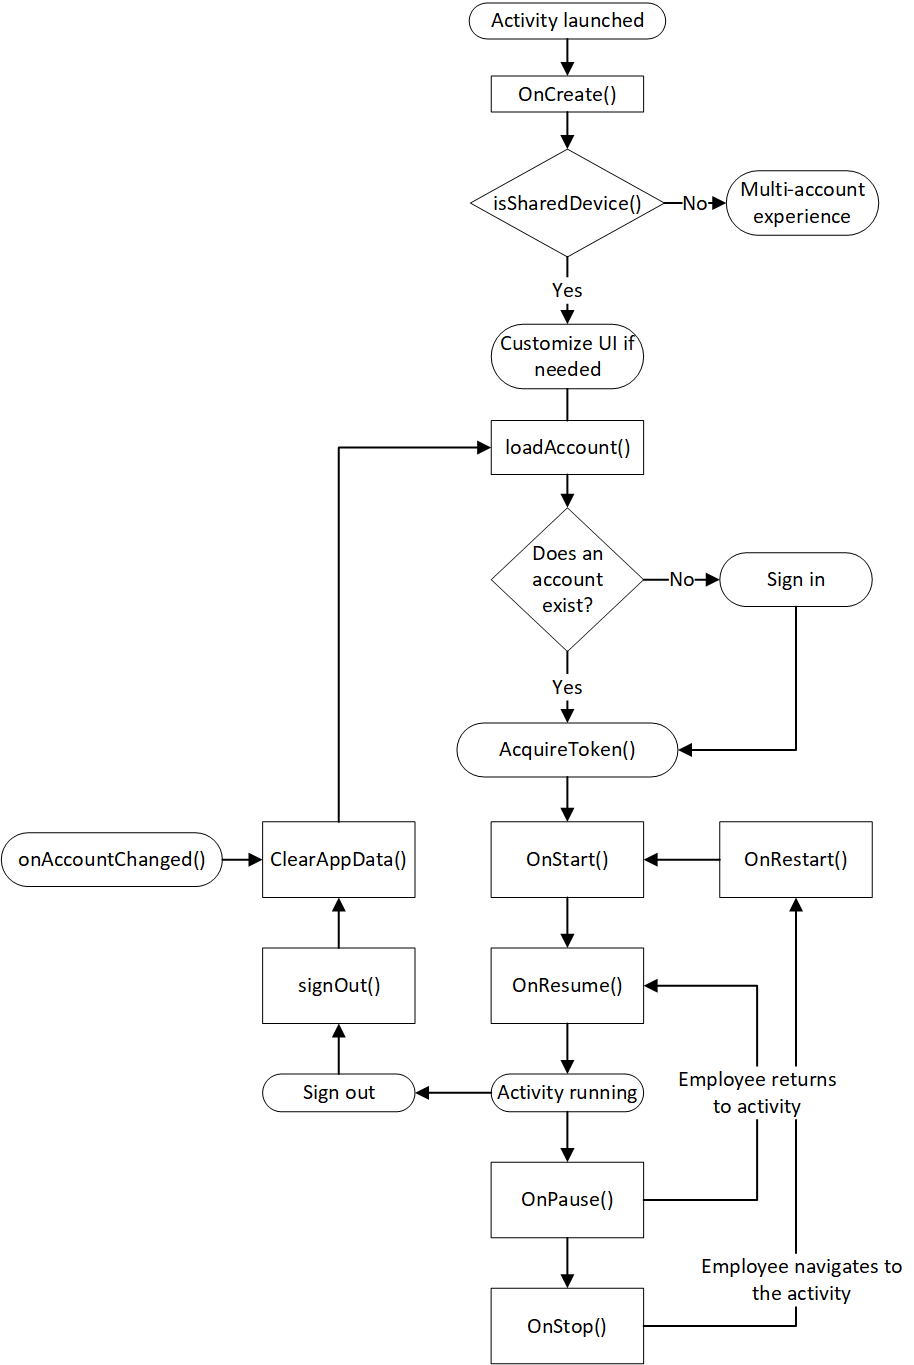 Activity launched
OnCreate()
isSharedDevice()
No
Multi-account
experience
Yes
Customize UI if
needed
loadAccount()
Does an
account
exist?
No
Sign in
Yes
AcquireToken()
onAccountChanged()
ClearAppData()
OnStart()
OnRestart()
signOut()
OnResume()
Sign out
Activity running
Employee returns
to activity
OnPause()
Employee navigates to
the activity
OnStop()